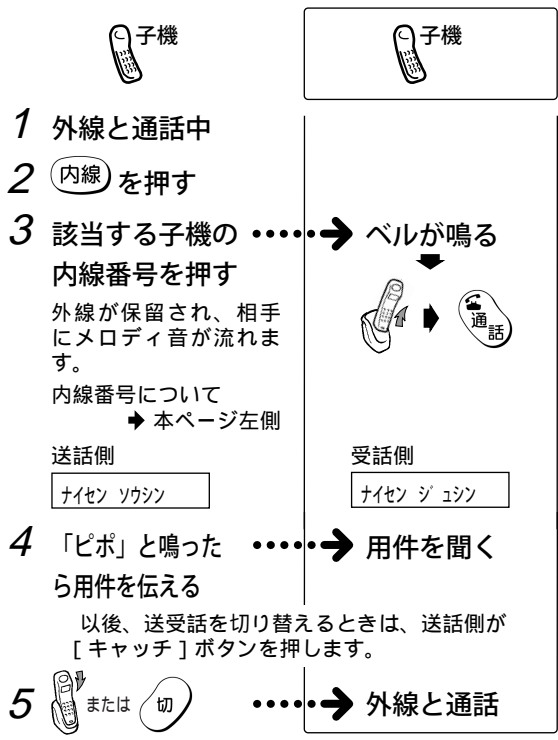 子機 子機
1 外線と通話中
2 内線 を押す
3 該当する子機の ベルが鳴る
内線番号を押す
外線が保留され、相手
にメロディ音が流れま
す。
通話
内線番号について
本ページ左側
送話側 受話側
ナイセン ソウシン ナイセン ジュシン
4 「ピポ」と鳴った 用件を聞く
ら用件を伝える
以後、送受話を切り替えるときは、送話側が
[キャッチ]ボタンを押します。
5 または 切 外線と通話